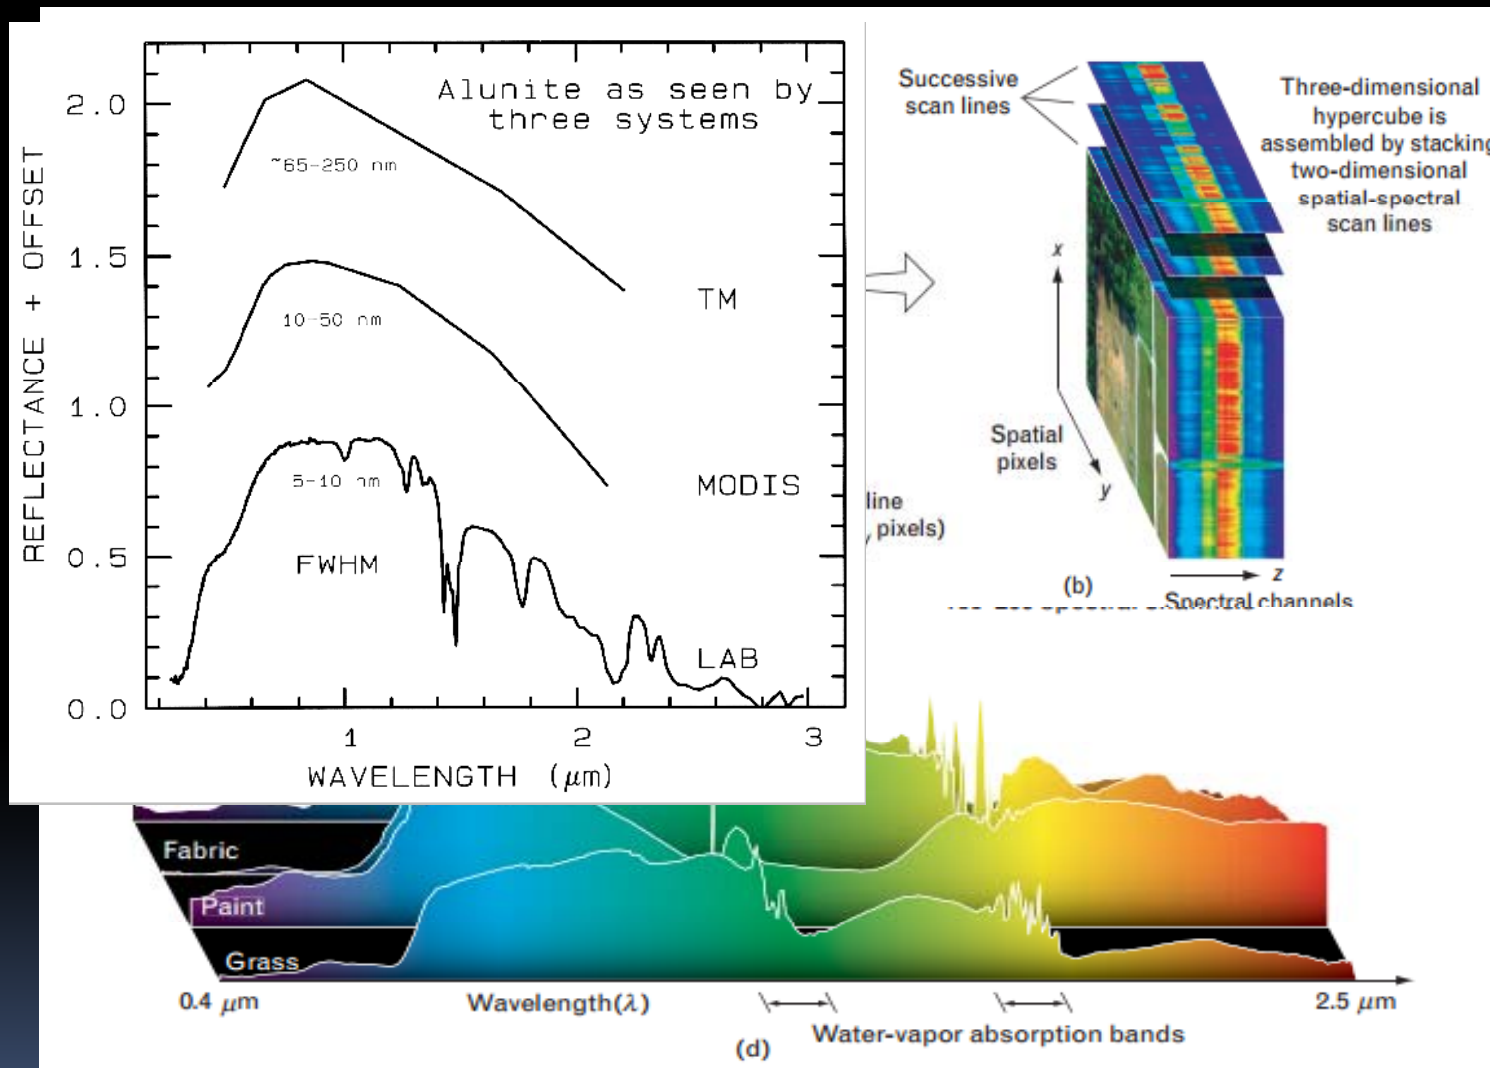 Alunite as seen by
three systems
2.0
1.5
1.0
0.5
0.0
REFLECTANCE + OFFSET
~65-250 nm
10-50 nm
5-10 nm
FWHM
TM
MODIS
LAB
1
2
3
WAVELENGTH (μm)
Successive
scan lines
Three-dimensional
hypercube is
assembled by stacking
two-dimensional
spatial-spectral
scan lines
x
Spatial
pixels
y
line
pixels)
z
(b)
Spectral channels
Fabric
Paint
Grass
0.4 μm
Wavelength(λ)
2.5 μm
Water-vapor absorption bands
(d)